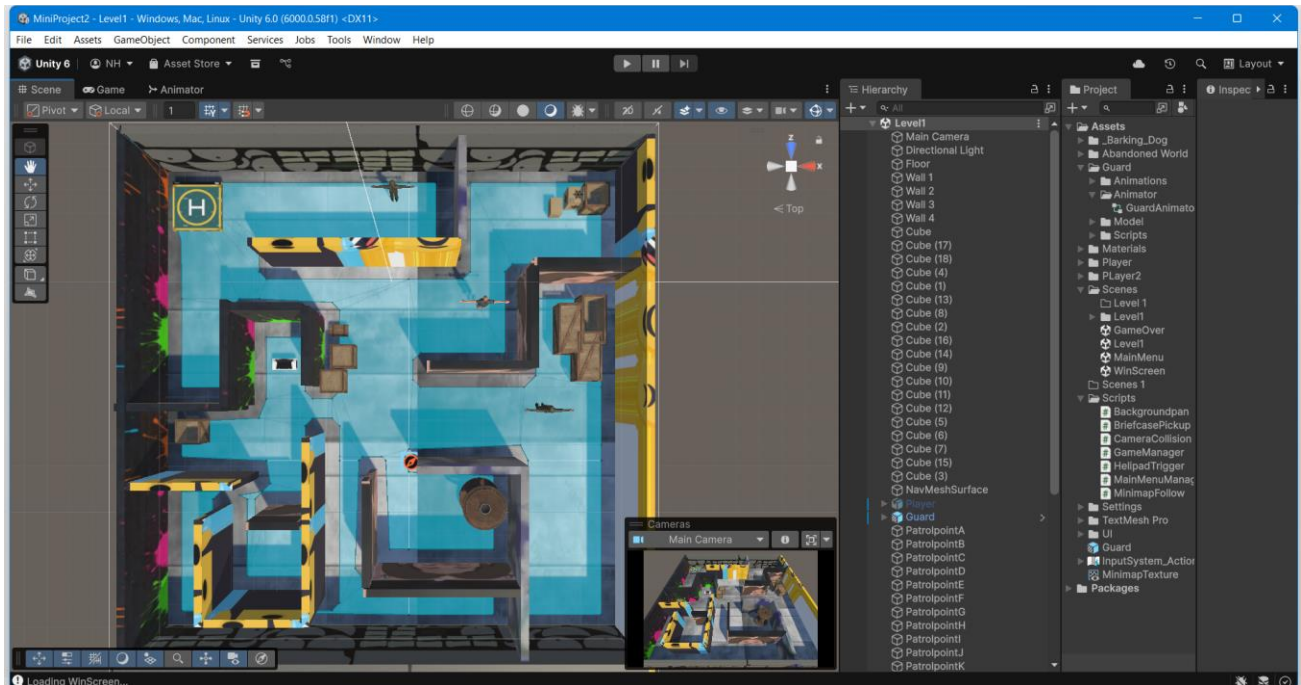 MiniProject2 - Level1 - Windows, Mac, Linux - Unity 6.0 (6000.0.58f1) <DX11>
File Edit Assets GameObject Component Services Jobs Tools Window Help
Unity 6 NH Asset Store Layout
Scene Game Animator
Pivot Local 1
z
x
Top
H
Cameras
Main Camera
Loading WinScreen...
Hierarchy
All
Level1
Main Camera
Directional Light
Floor
Wall 1
Wall 2
Wall 3
Wall 4
Cube
Cube (17)
Cube (18)
Cube (4)
Cube (1)
Cube (13)
Cube (8)
Cube (2)
Cube (16)
Cube (14)
Cube (9)
Cube (10)
Cube (11)
Cube (12)
Cube (5)
Cube (6)
Cube (7)
Cube (15)
Cube (3)
NavMeshSurface
Player
Guard
PatrolpointA
PatrolpointB
PatrolpointC
PatrolpointD
PatrolpointE
PatrolpointF
PatrolpointG
PatrolpointH
PatrolpointI
PatrolpointJ
PatrolpointK
Project
Assets
_Barking_Dog
Abandoned World
Guard
Animations
Animator
GuardAnimato
Model
Scripts
Materials
Player
PLayer2
Scenes
Level 1
Level1
GameOver
Level1
MainMenu
WinScreen
Scenes 1
Scripts
Backgroundpan
BriefcasePickup
CameraCollision
GameManager
HelipadTrigger
MainMenuManag
MinimapFollow
Settings
TextMesh Pro
UI
Guard
InputSystem_Action
MinimapTexture
Packages
Inspec